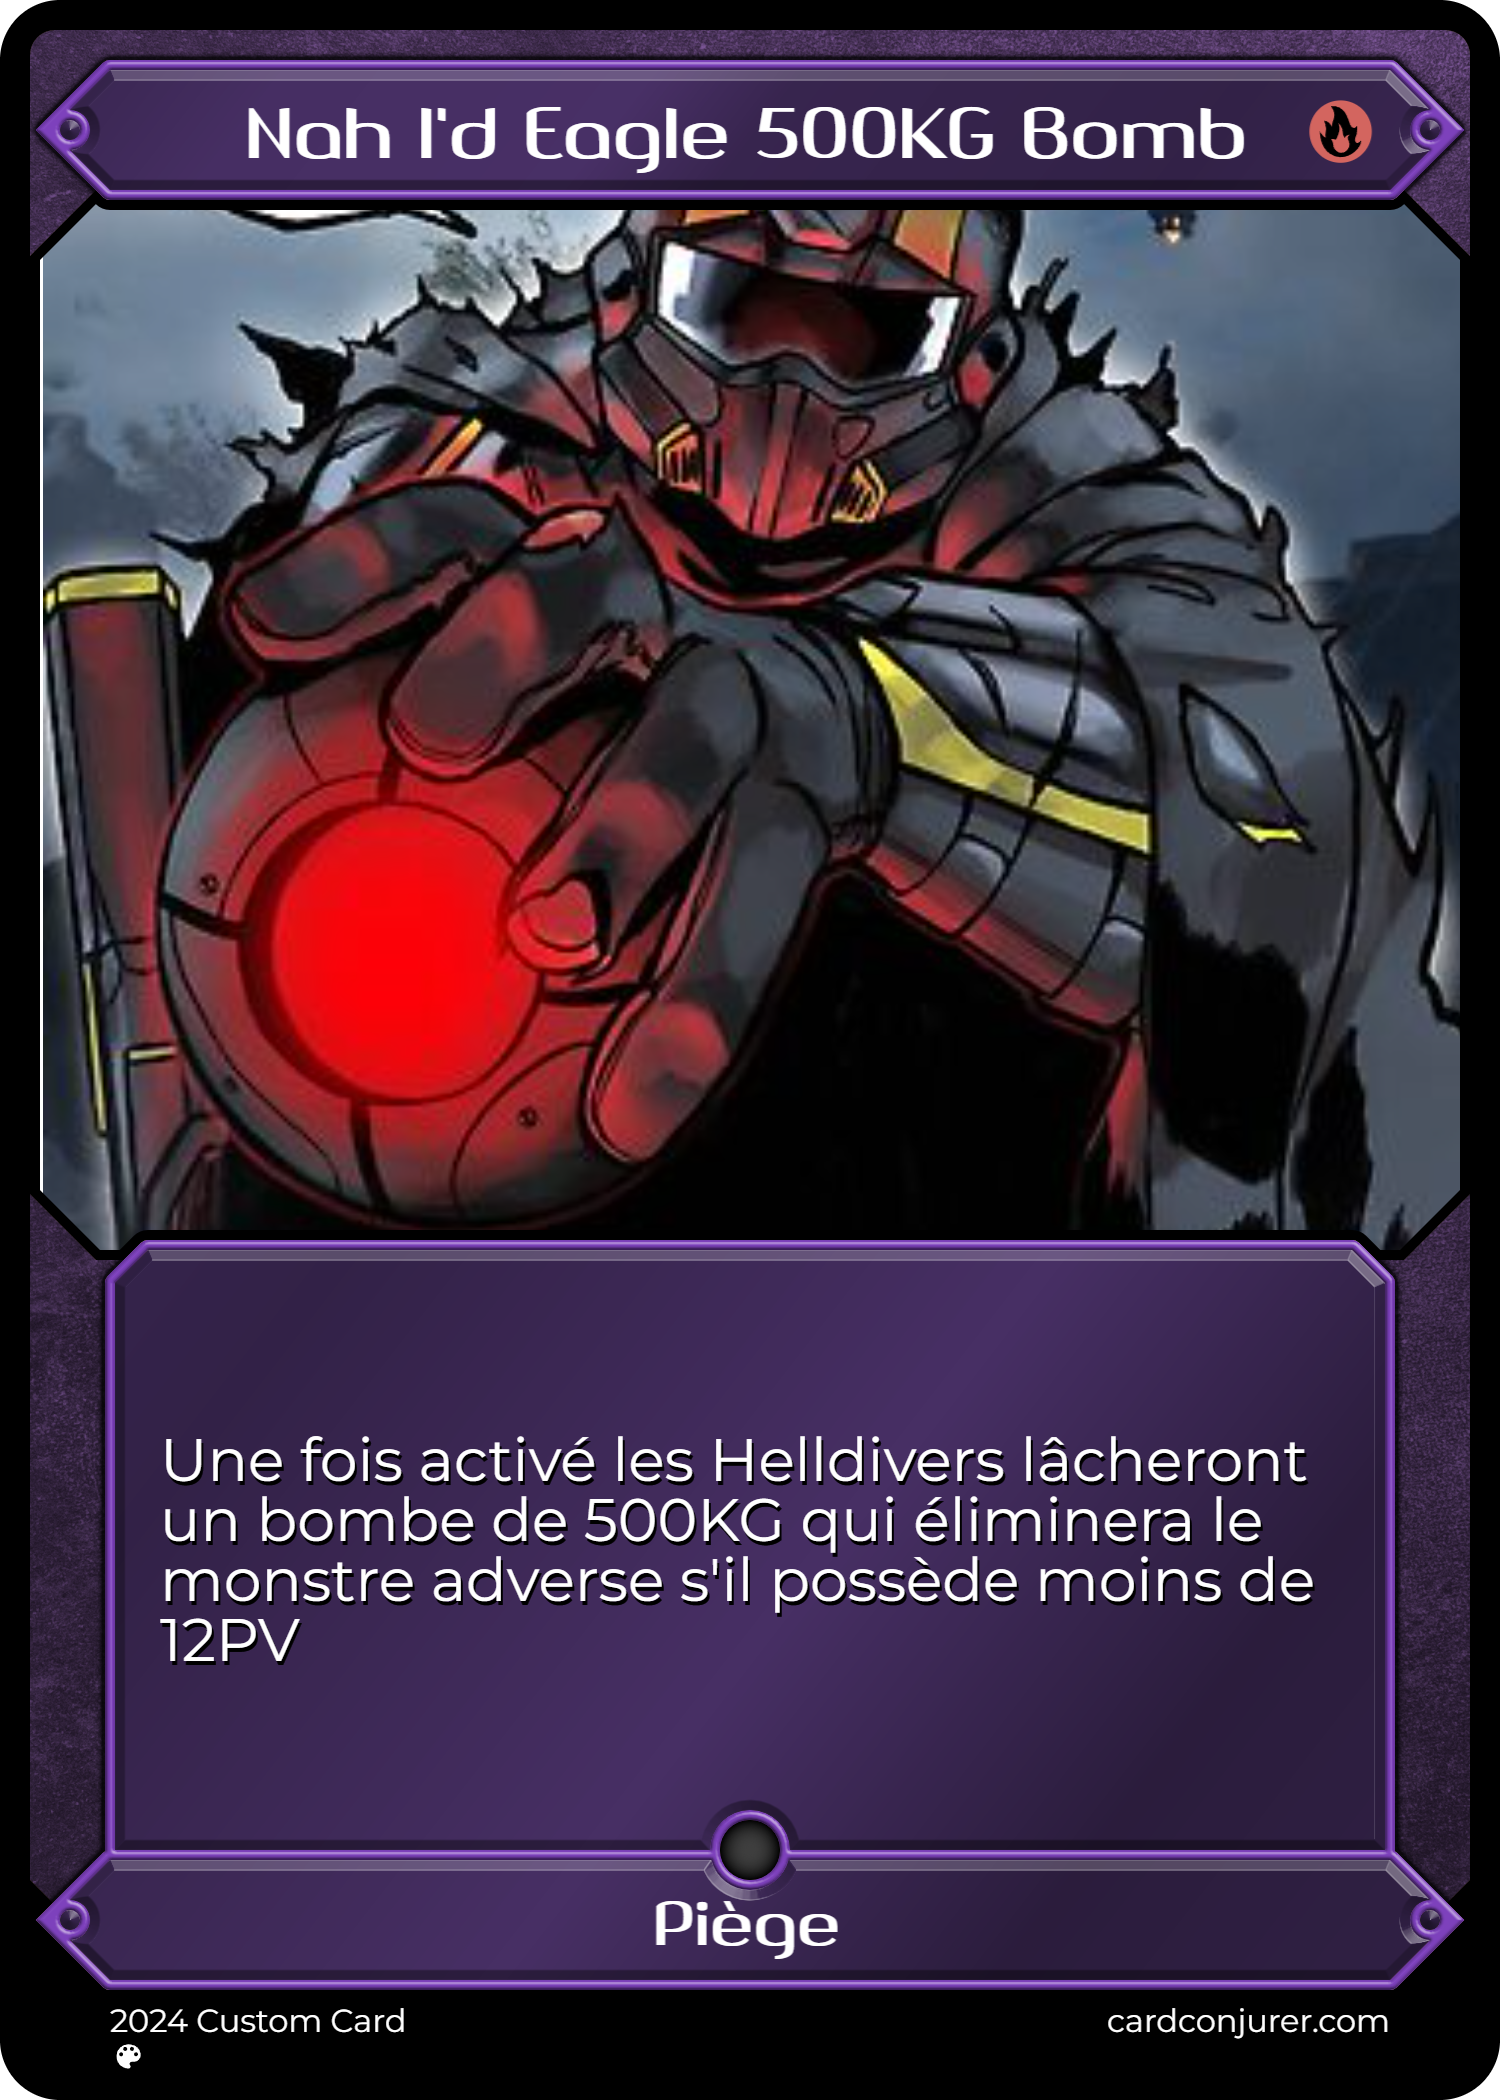 Nah I'd Eagle 500KG Bomb
Une fois activé les Helldivers lâcheront
un bombe de 500KG qui éliminera le
monstre adverse s'il possède moins de
12PV
Piège
2024 Custom Card
cardconjurer.com